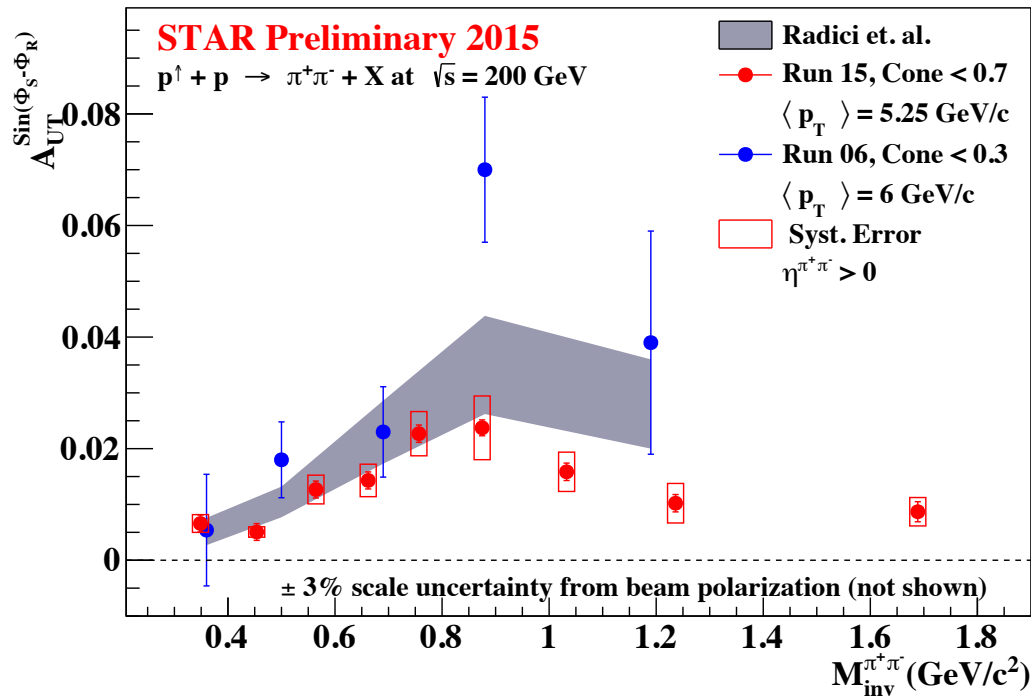 STAR Preliminary 2015
p↑ + p → π⁺π⁻ + X at √s = 200 GeV
Radici et. al.
Run 15, Cone < 0.7
⟨ p_T ⟩ = 5.25 GeV/c
Run 06, Cone < 0.3
⟨ p_T ⟩ = 6 GeV/c
Syst. Error
η^π⁺π⁻ > 0
A_UT^Sin(Φ_S-Φ_R)
0.08
0.06
0.04
0.02
0
± 3% scale uncertainty from beam polarization (not shown)
0.4 0.6 0.8 1 1.2 1.4 1.6 1.8
M_inv^π⁺π⁻(GeV/c²)